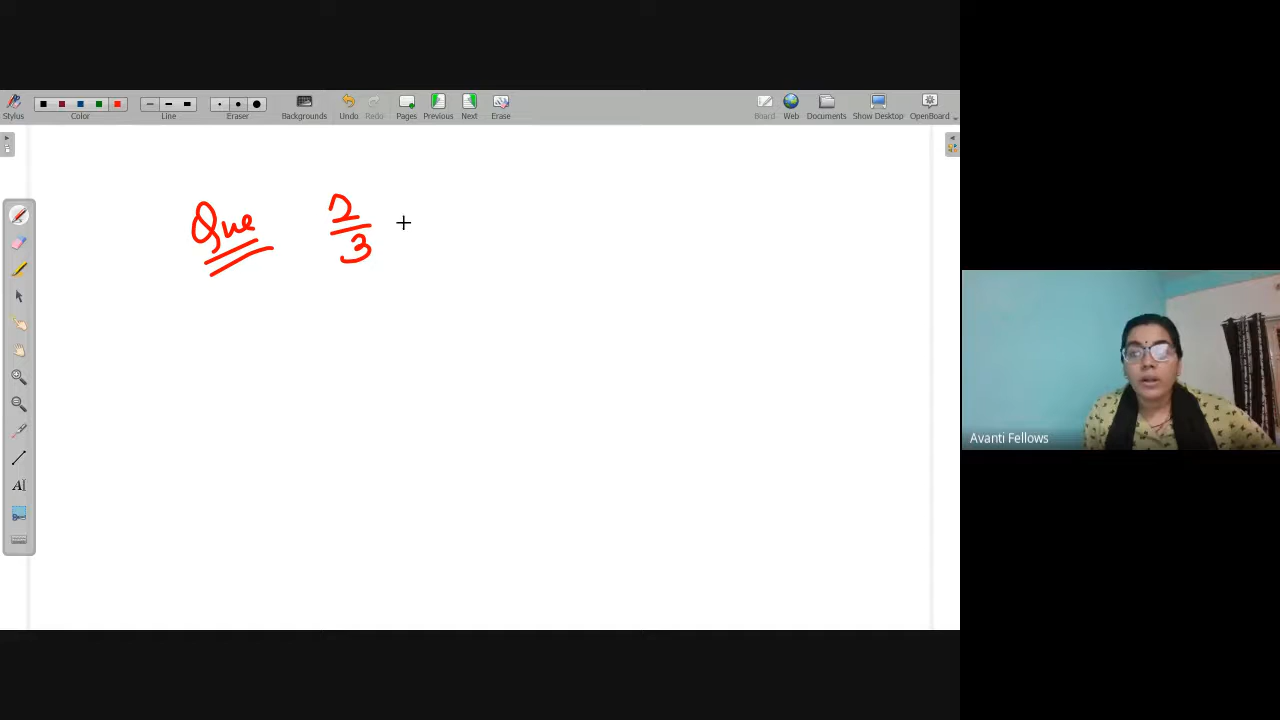 Stylus Color Line Eraser Backgrounds Undo Redo Pages Previous Next Erase Board Web Documents Show Desktop OpenBoard
Que 2/3
Avanti Fellows